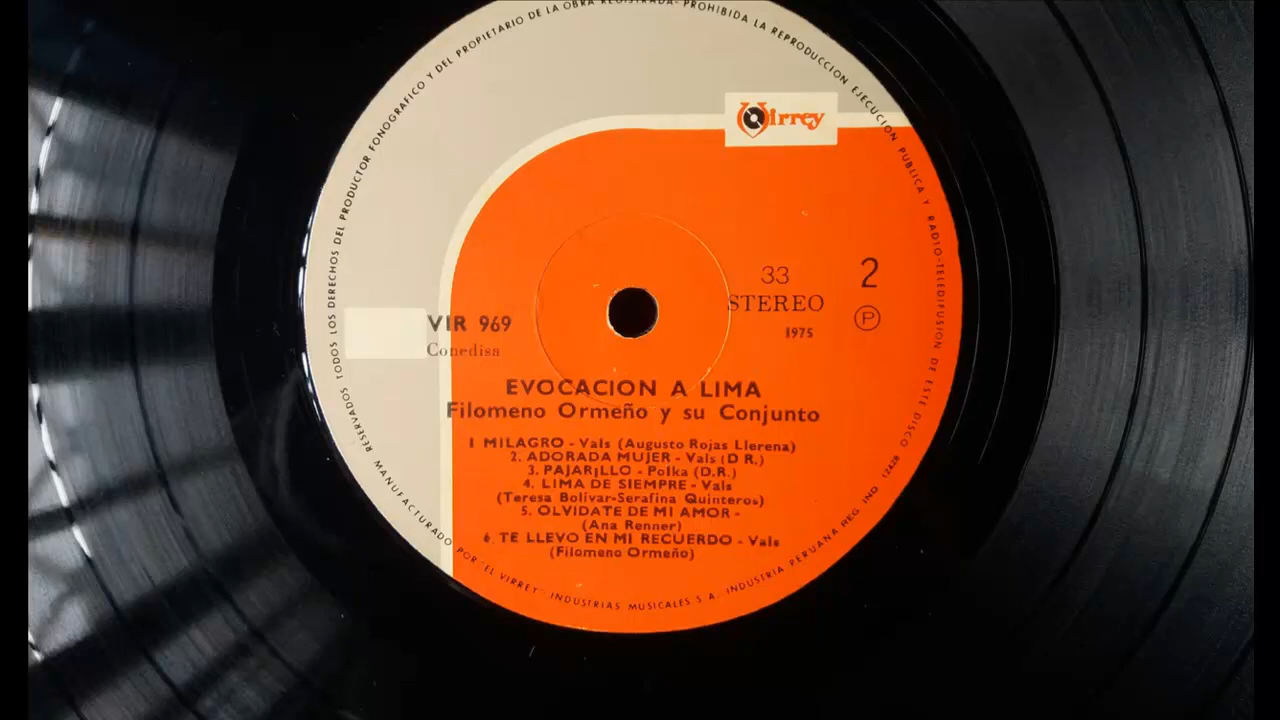 RESERVADOS TODOS LOS DERECHOS DEL PRODUCTOR FONOGRAFICO Y DEL PROPIETARIO DE LA OBRA REGISTRADA - PROHIBIDA LA REPRODUCCION EJECUCION PUBLICA Y RADIO-TELEDIFUSION DE ESTE DISCO
Virrey
33
STEREO
1975
2
P
VIR 969
Conedisa
EVOCACION A LIMA
Filomeno Ormeño y su Conjunto
1 MILAGRO - Vals (Augusto Rojas Llerena)
2. ADORADA MUJER - Vals (D R.)
3. PAJARILLO - Polka (D.R.)
4. LIMA DE SIEMPRE - Vals
(Teresa Bolívar-Serafina Quinteros)
5. OLVIDATE DE MI AMOR -
(Ana Renner)
6. TE LLEVO EN MI RECUERDO - Vals
(Filomeno Ormeño)
MANUFACTURADO POR "EL VIRREY" INDUSTRIAS MUSICALES S.A. INDUSTRIA PERUANA REG IND 12428